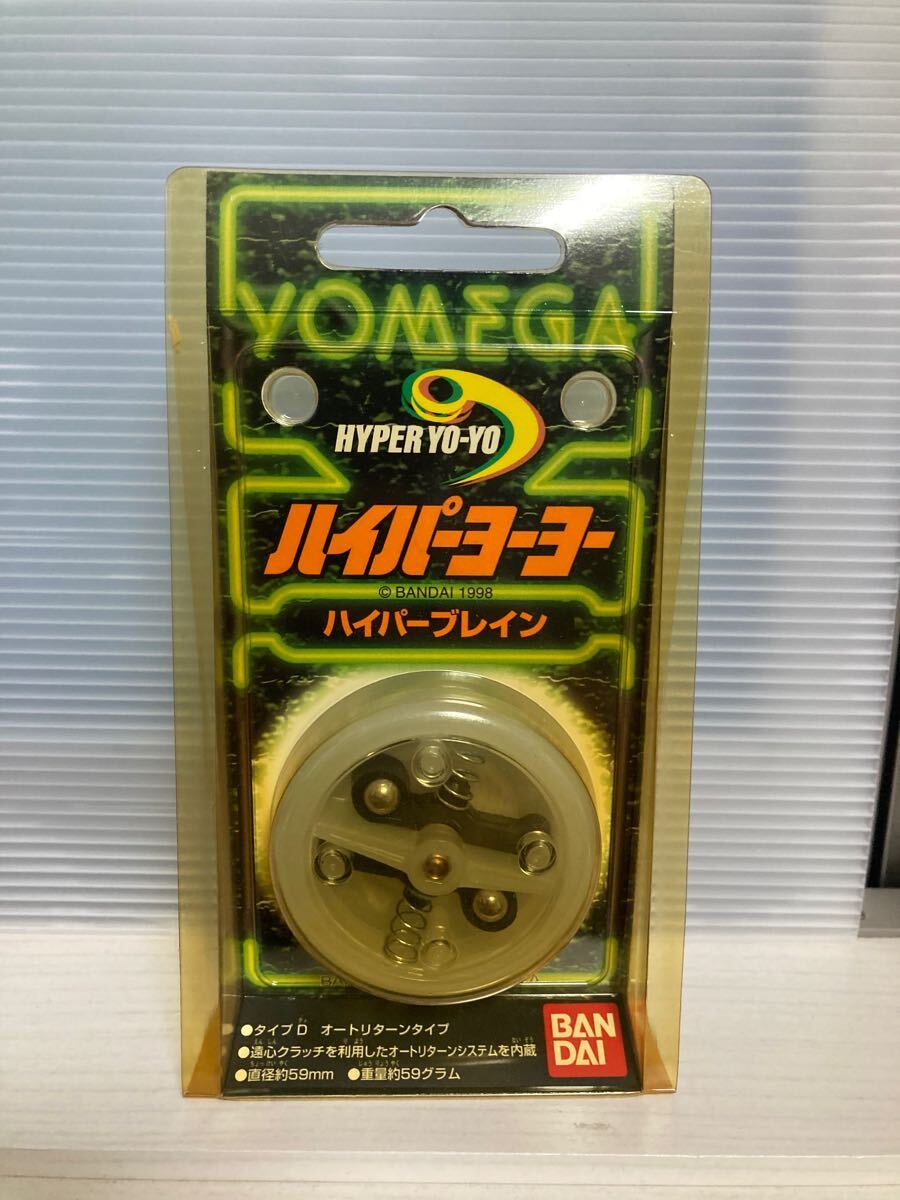 YOMEGA
HYPER YO-YO
ハイパーヨーヨー
© BANDAI 1998
ハイパーブレイン
●タイプD オートリターンタイプ
●遠心クラッチを利用したオートリターンシステムを内蔵
●直径約59mm ●重量約59グラム
BAN
DAI